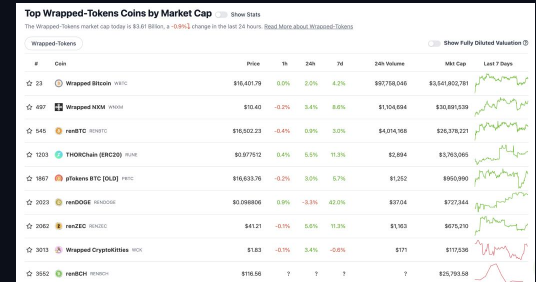 Top Wrapped-Tokens Coins by Market Cap Show Stats
The Wrapped-Tokens market cap today is $3.61 Billion, a -0.9% change in the last 24 hours. Read More about Wrapped-Tokens
Wrapped-Tokens Show Fully Diluted Valuation
# Coin Price 1h 24h 7d 24h Volume Mkt Cap Last 7 Days
23 Wrapped Bitcoin WBTC $16,401.79 0.0% 2.0% 4.2% $97,758,046 $3,541,802,781
497 Wrapped NXM WNXM $10.40 -0.2% 3.4% 8.6% $1,104,694 $30,891,539
545 renBTC RENBTC $16,502.23 -0.4% 0.9% 3.0% $4,014,168 $26,378,221
1203 THORChain (ERC20) RUNE $0.977512 0.4% 5.5% 11.3% $2,694 $3,763,065
1867 pTokens BTC [OLD] PBTC $16,633.76 -0.2% 3.0% 5.7% $1,252 $950,990
2023 renDOGE RENDOGE $0.098806 0.9% -3.3% 42.0% $37.04 $727,344
2062 renZEC RENZEC $41.21 -0.1% 5.6% 11.3% $1,163 $675,210
3013 Wrapped CryptoKitties WCK $1.63 -0.1% 3.4% -0.6% $171 $117,536
3552 renBCH RENBCH $116.56 ? ? ? ? $25,793.58